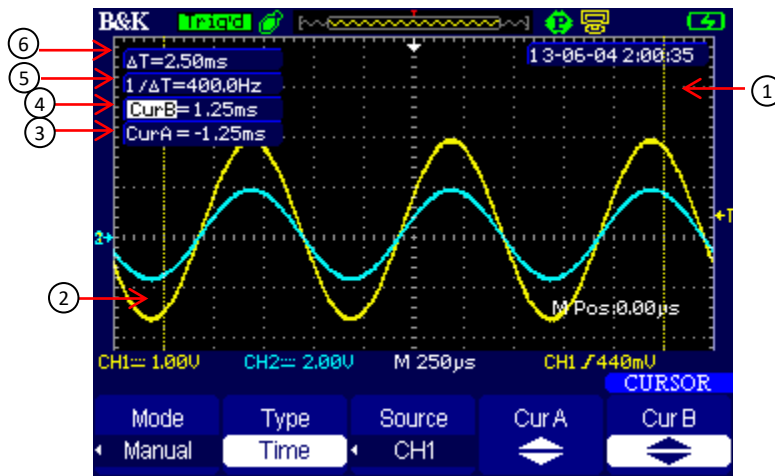 B&K Trig'd P
6
ΔT=2.50ms
13-06-04 2:00:35
5
1/ΔT=400.0Hz
1
4
CurB=1.25ms
3
CurA=-1.25ms
T
2
2
M Pos:0.00µs
CH1 1.00V CH2 2.00V M 250µs CH1 440mV
CURSOR
Mode Type Source Cur A Cur B
Manual Time CH1